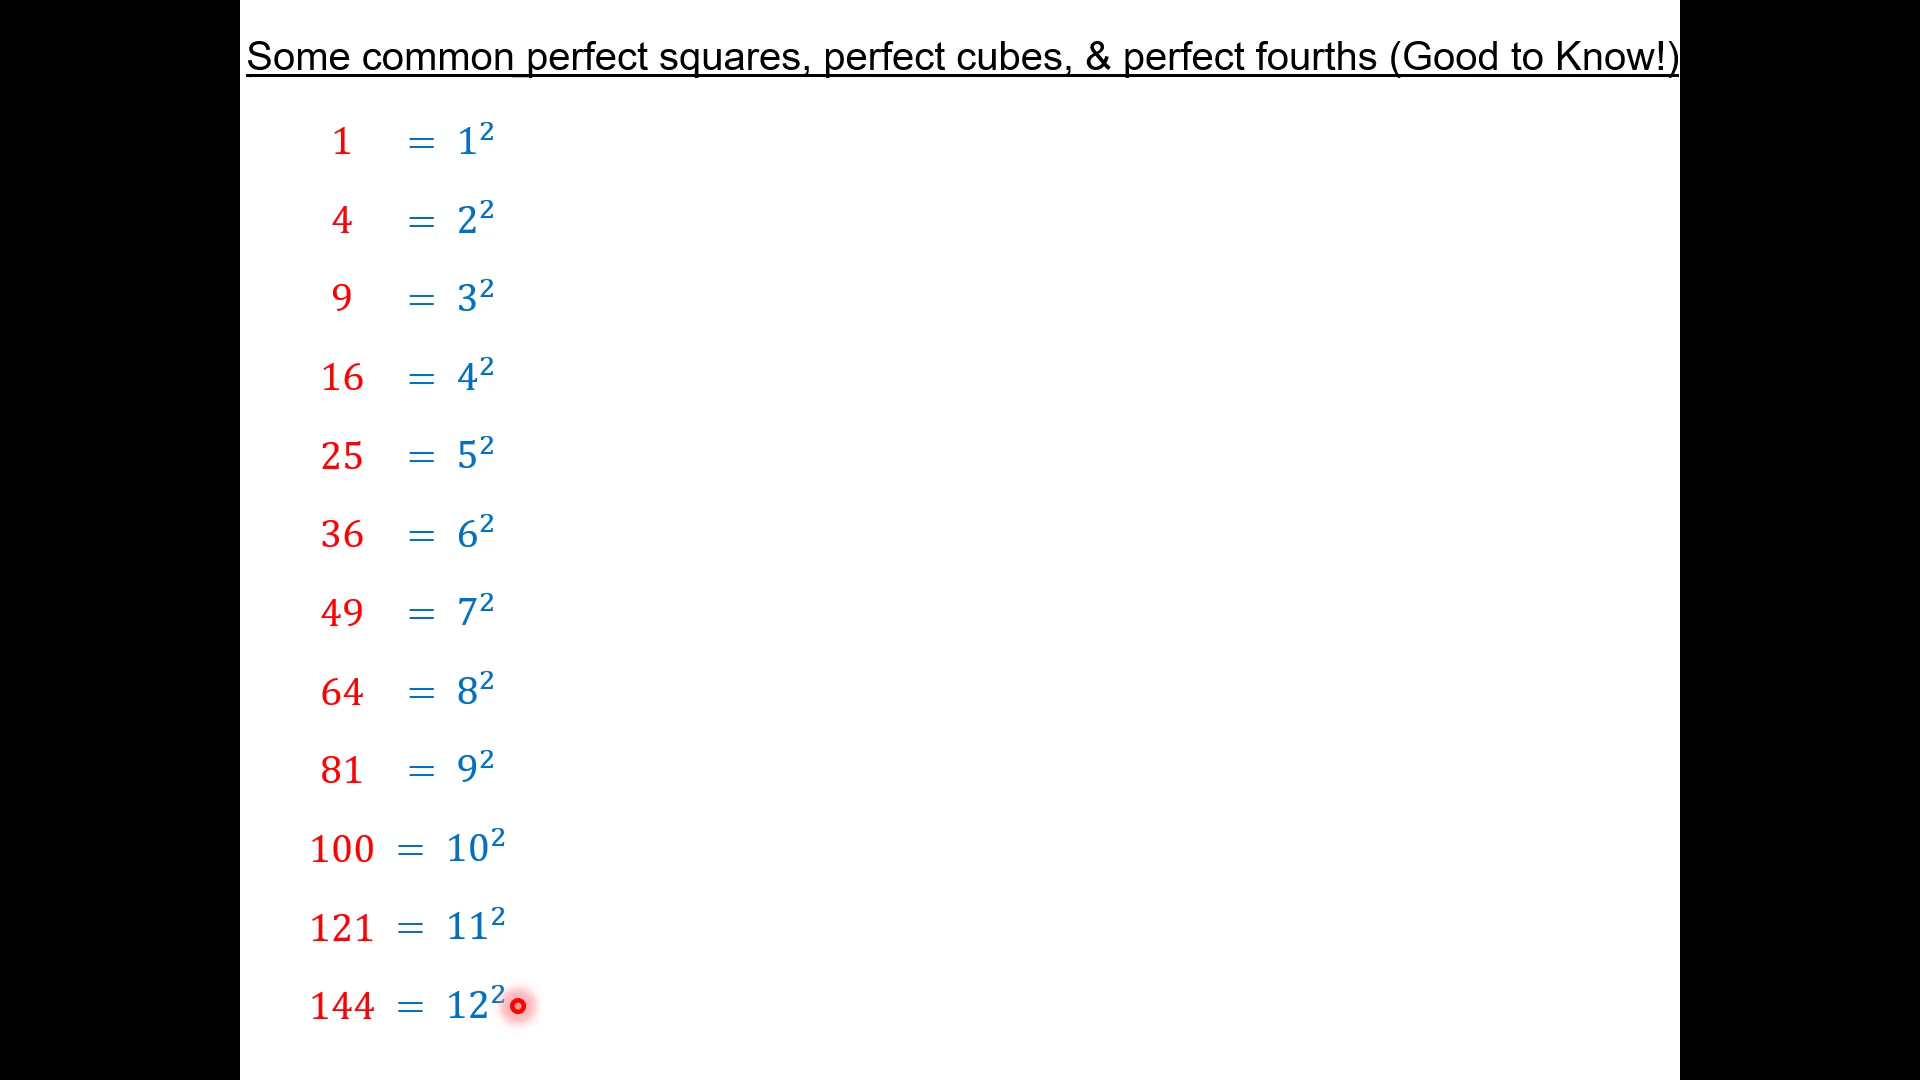 Some common perfect squares, perfect cubes, & perfect fourths (Good to Know!)
1 = 1²
4 = 2²
9 = 3²
16 = 4²
25 = 5²
36 = 6²
49 = 7²
64 = 8²
81 = 9²
100 = 10²
121 = 11²
144 = 12²